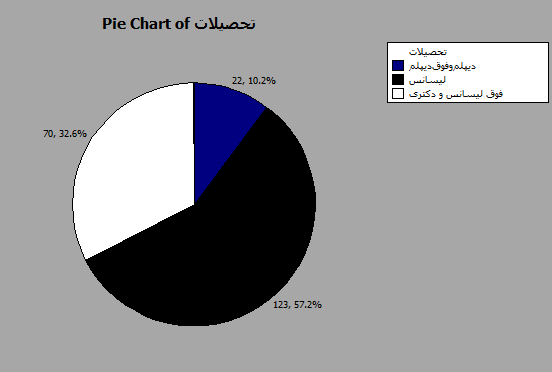 Pie Chart of تحصیلات
تحصیلات
دیپلم‌وفوق‌دیپلم
لیسانس
فوق لیسانس و دکتری
22, 10.2%
70, 32.6%
123, 57.2%